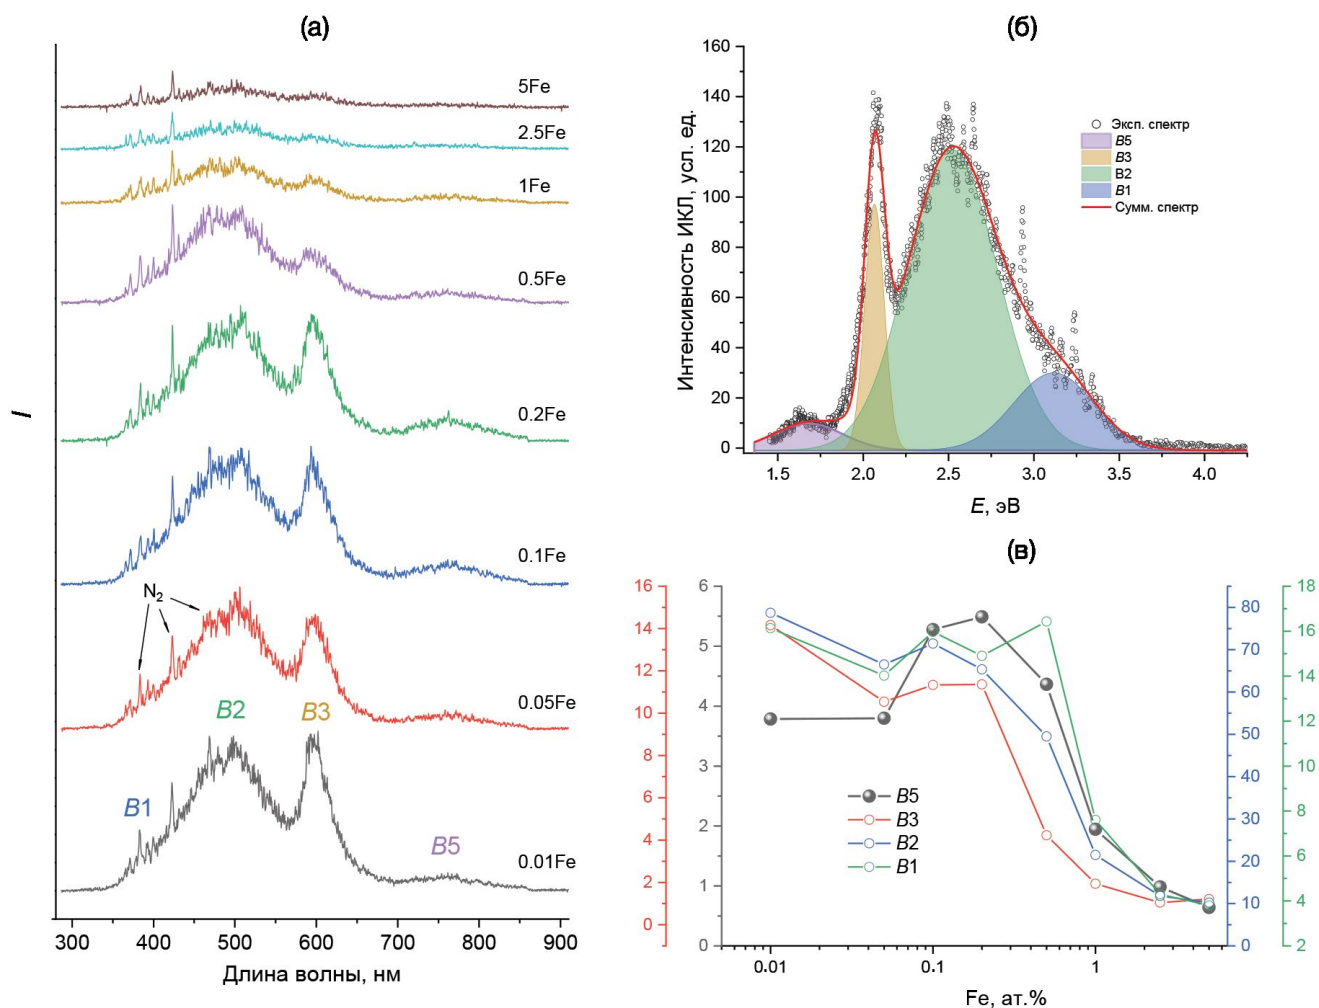 (а)
5Fe
2.5Fe
1Fe
0.5Fe
0.2Fe
0.1Fe
N2
0.05Fe
B2
B3
B1
B5
0.01Fe
I
300 400 500 600 700 800 900
Длина волны, нм
(б)
160
140
120
100
80
60
40
20
0
Интенсивность ИКЛ, усл. ед.
Эксп. спектр
B5
B3
B2
B1
Сумм. спектр
1.5 2.0 2.5 3.0 3.5 4.0
E, эВ
(в)
16
14
12
10
8
6
4
2
0
6
5
4
3
2
1
0
B5
B3
B2
B1
80
70
60
50
40
30
20
10
0
18
16
14
12
10
8
6
4
2
0.01 0.1 1
Fe, ат.%